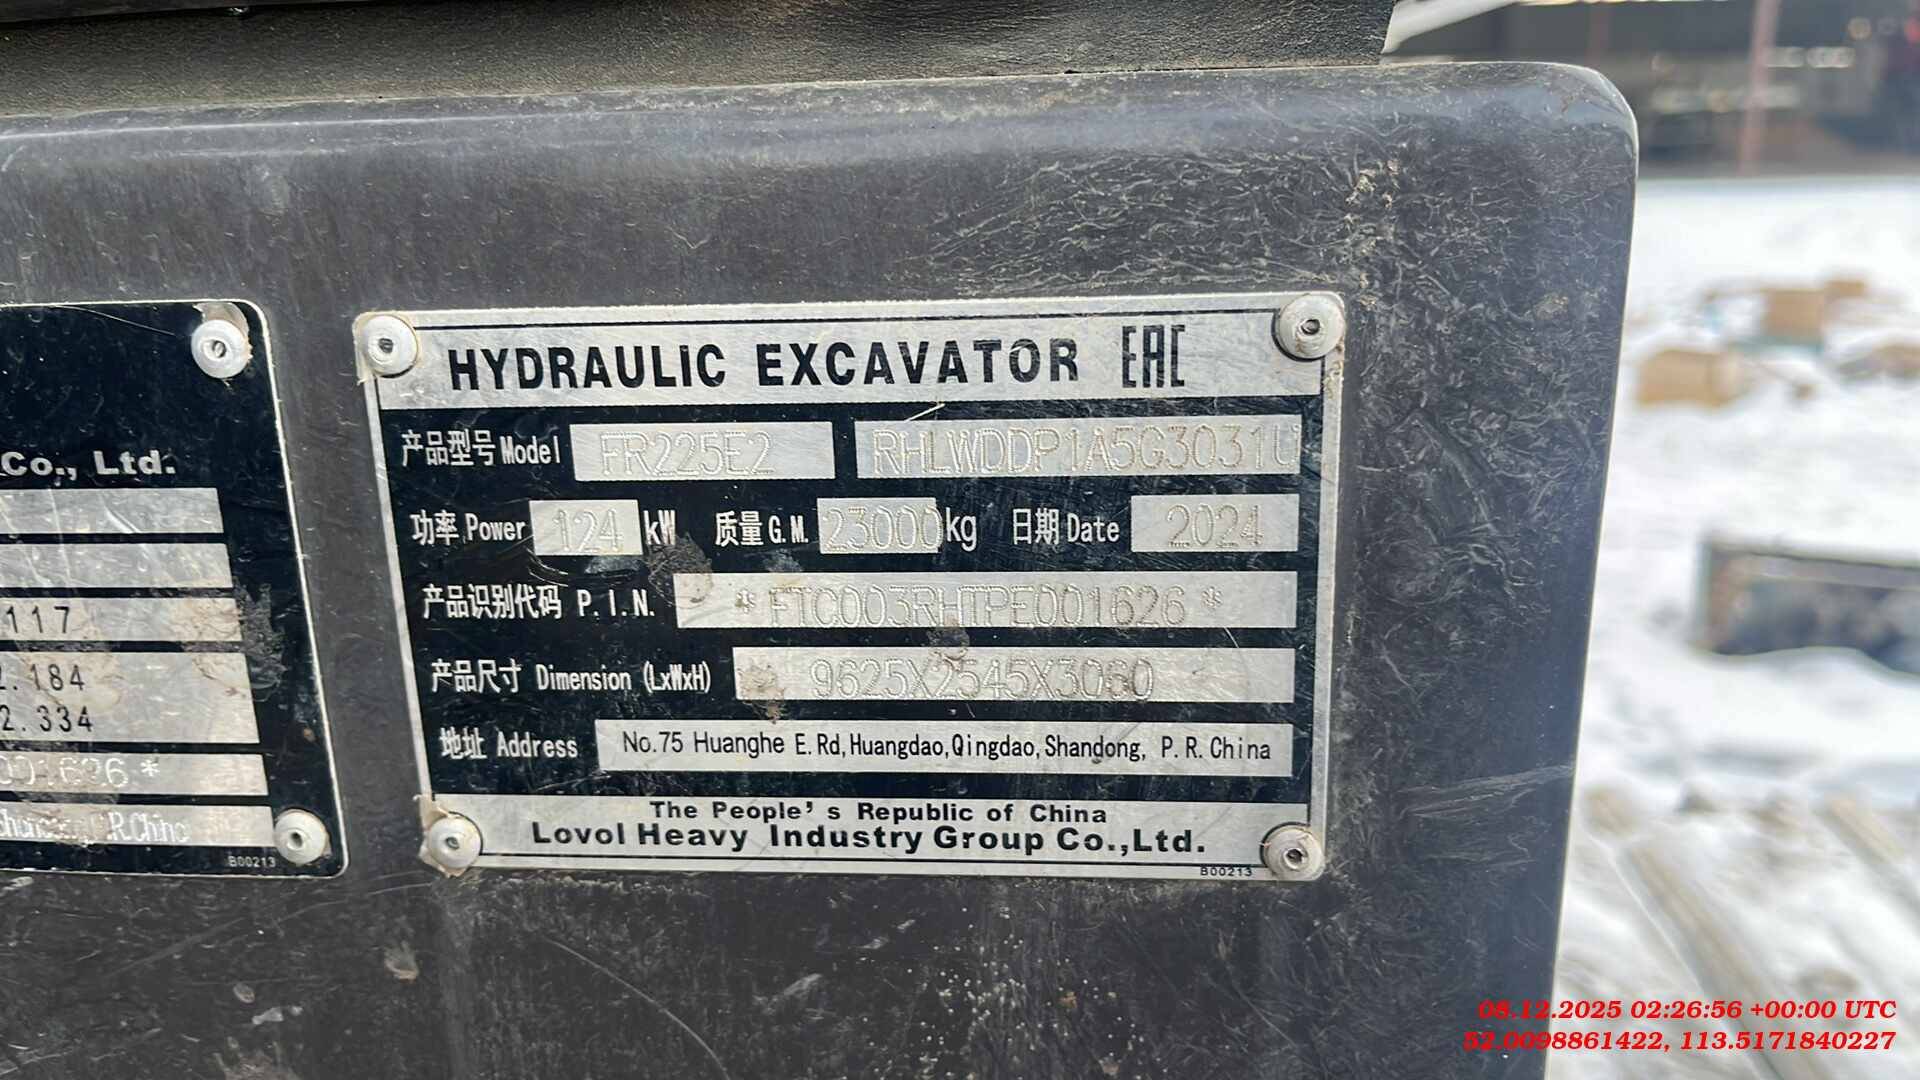 HYDRAULIC EXCAVATOR EAC
产品型号 Model FR225E2 RHLWDDP1A5G3031U
功率 Power 124 kW 质量 G.M. 23000kg 日期 Date 2024
产品识别代码 P.I.N. *FTC003RHTPE001626*
产品尺寸 Dimension (LxWxH) 9625X2545X3060
地址 Address No.75 Huanghe E.Rd,Huangdao,Qingdao,Shandong, P.R.China
The People's Republic of China
Lovol Heavy Industry Group Co.,Ltd.
B00213
Co., Ltd.
117
2.184
2.334
001626*
Shandong P.R.China
B00213
08.12.2025 02:26:56 +00:00 UTC
52.0098861422, 113.5171840227